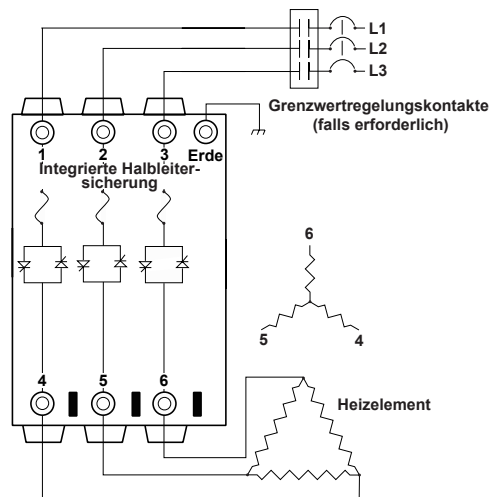 L1
L2
L3
Grenzwertregelungskontakte
(falls erforderlich)
1 2 3 Erde
Integrierte Halbleiter-
sicherung
6
5 4
4 5 6
Heizelement